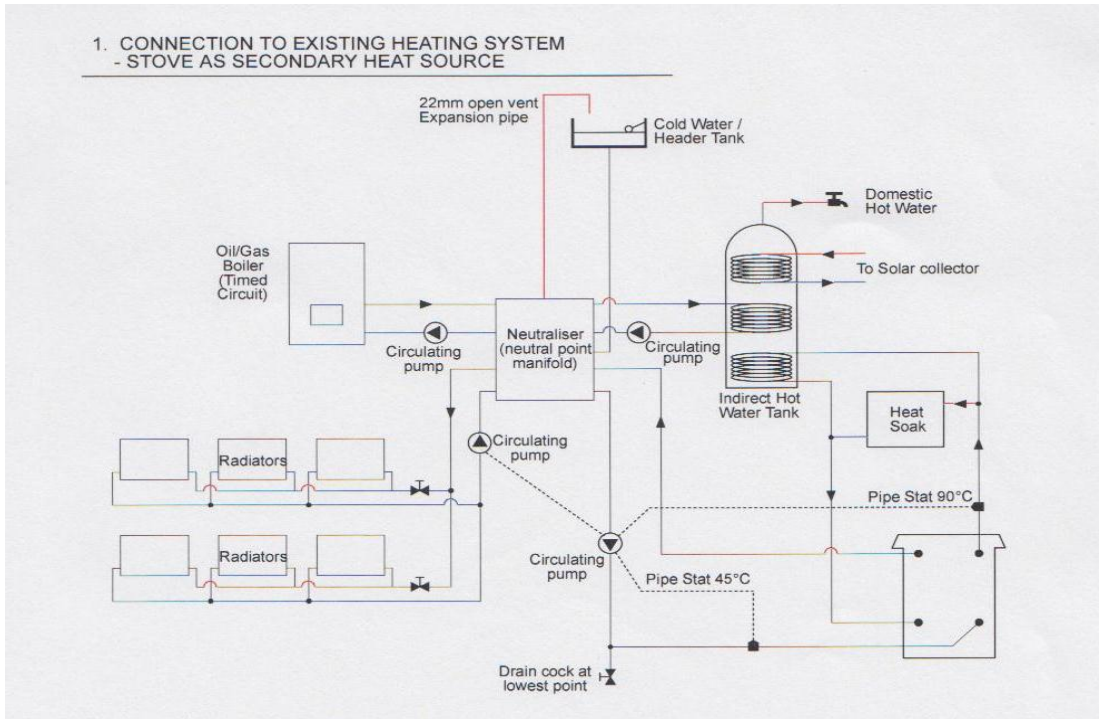 1. CONNECTION TO EXISTING HEATING SYSTEM
- STOVE AS SECONDARY HEAT SOURCE
22mm open vent
Expansion pipe
Cold Water /
Header Tank
Domestic
Hot Water
Oil/Gas
Boiler
(Timed
Circuit)
To Solar collector
Neutraliser
(neutral point
manifold)
Circulating
pump
Circulating
pump
Indirect Hot
Water Tank
Heat
Soak
Circulating
pump
Radiators
Pipe Stat 90°C
Radiators
Circulating
pump
Pipe Stat 45°C
Drain cock at
lowest point